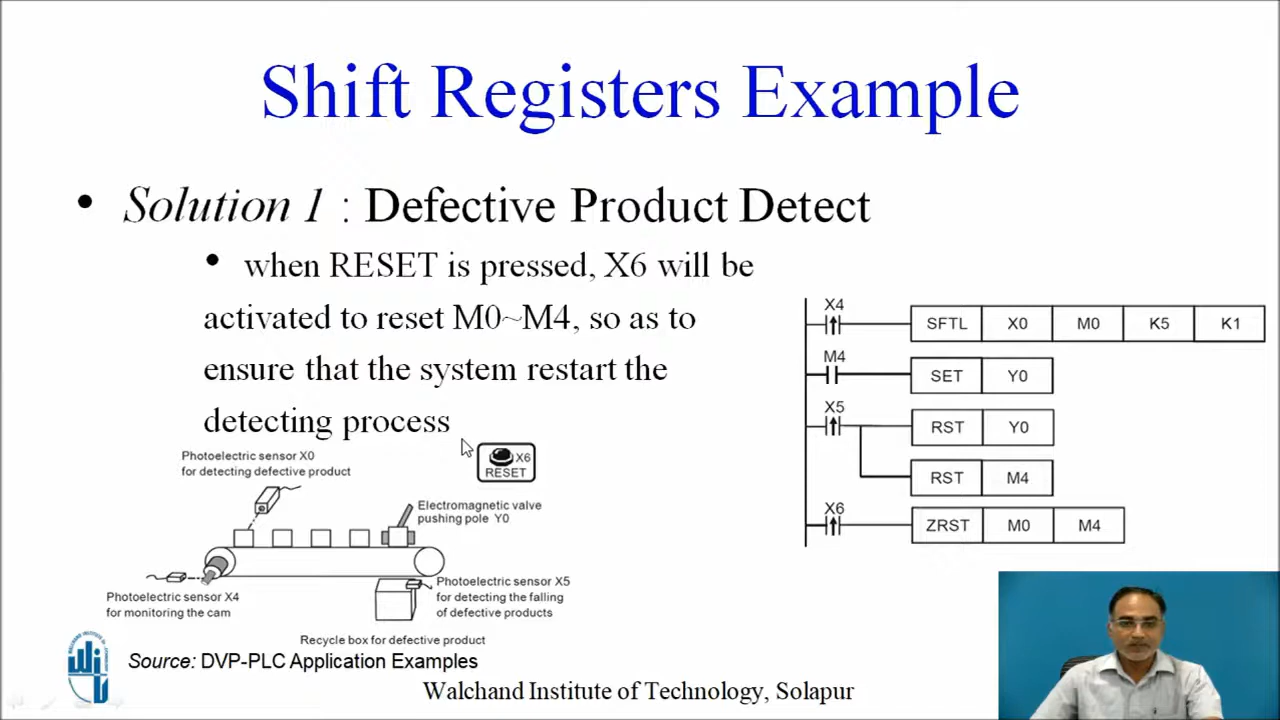 Shift Registers Example
• Solution 1 : Defective Product Detect
• when RESET is pressed, X6 will be
activated to reset M0~M4, so as to
ensure that the system restart the
detecting process
Photoelectric sensor X0
for detecting defective product
X6
RESET
Electromagnetic valve
pushing pole Y0
Photoelectric sensor X4
for monitoring the cam
Photoelectric sensor X5
for detecting the falling
of defective products
Recycle box for defective product
X4
SFTL X0 M0 K5 K1
M4
SET Y0
X5
RST Y0
RST M4
X6
ZRST M0 M4
Source: DVP-PLC Application Examples
Walchand Institute of Technology, Solapur